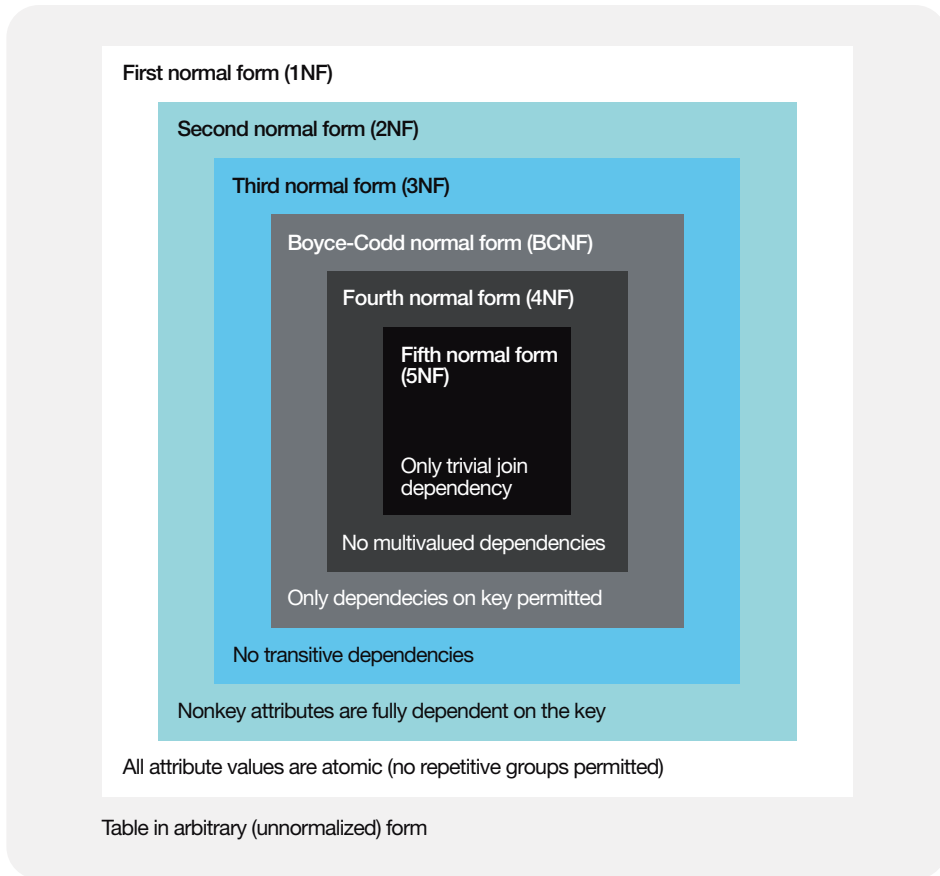 First normal form (1NF)
Second normal form (2NF)
Third normal form (3NF)
Boyce-Codd normal form (BCNF)
Fourth normal form (4NF)
Fifth normal form
(5NF)
Only trivial join
dependency
No multivalued dependencies
Only dependecies on key permitted
No transitive dependencies
Nonkey attributes are fully dependent on the key
All attribute values are atomic (no repetitive groups permitted)
Table in arbitrary (unnormalized) form